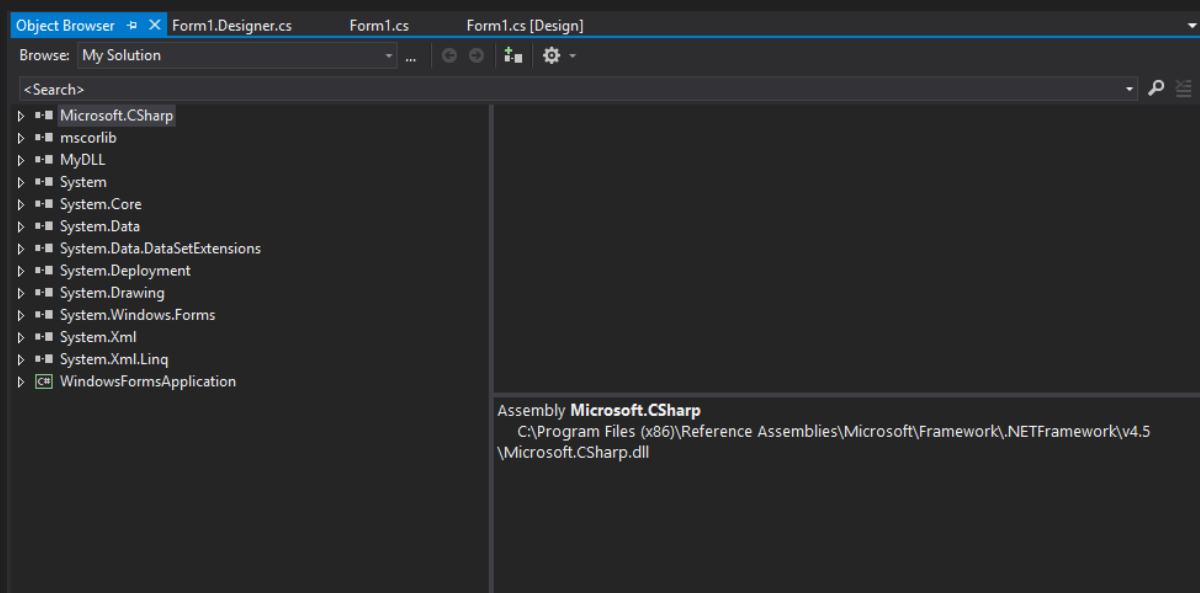 Object Browser Form1.Designer.cs Form1.cs Form1.cs [Design]
Browse: My Solution ...
<Search>
Microsoft.CSharp
mscorlib
MyDLL
System
System.Core
System.Data
System.Data.DataSetExtensions
System.Deployment
System.Drawing
System.Windows.Forms
System.Xml
System.Xml.Linq
C# WindowsFormsApplication
Assembly Microsoft.CSharp
C:\Program Files (x86)\Reference Assemblies\Microsoft\Framework\.NETFramework\v4.5
\Microsoft.CSharp.dll